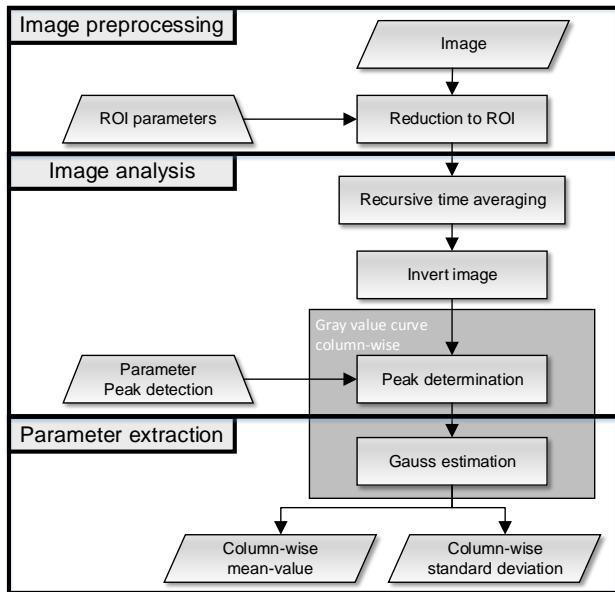 Image preprocessing
Image
ROI parameters
Reduction to ROI
Image analysis
Recursive time averaging
Invert image
Gray value curve
column-wise
Parameter
Peak detection
Peak determination
Parameter extraction
Gauss estimation
Column-wise
mean-value
Column-wise
standard deviation